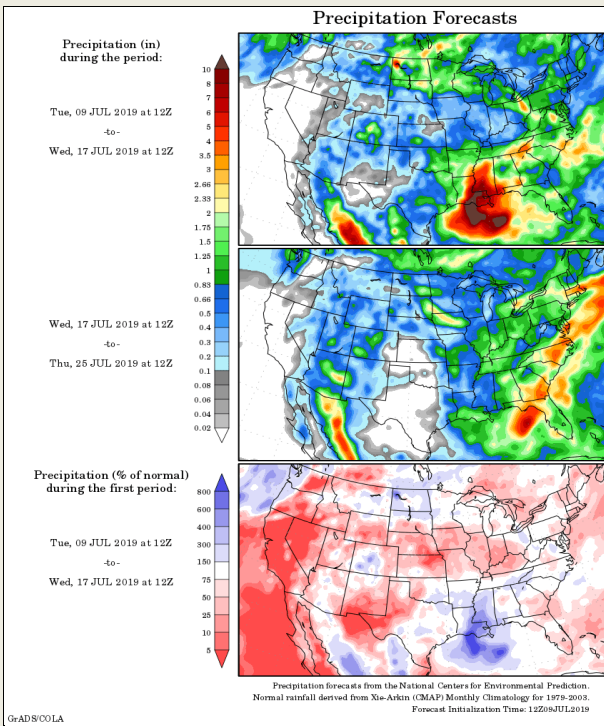 Precipitation Forecasts
Precipitation (in)
during the period:
Tue, 09 JUL 2019 at 12Z
-to-
Wed, 17 JUL 2019 at 12Z
10
8
7
6
5
4
3.5
3
2.66
2.33
2
1.75
1.5
1.25
1
0.83
0.66
0.5
0.4
0.3
0.2
0.1
0.08
0.06
0.04
0.02
Wed, 17 JUL 2019 at 12Z
-to-
Thu, 25 JUL 2019 at 12Z
Precipitation (% of normal)
during the first period:
Tue, 09 JUL 2019 at 12Z
-to-
Wed, 17 JUL 2019 at 12Z
800
600
400
300
150
75
50
25
10
5
Precipitation forecasts from the National Centers for Environmental Prediction.
Normal rainfall derived from Xie-Arkin (CMAP) Monthly Climatology for 1979-2003.
Forecast Initialization Time: 12Z09JUL2019
GrADS/COLA